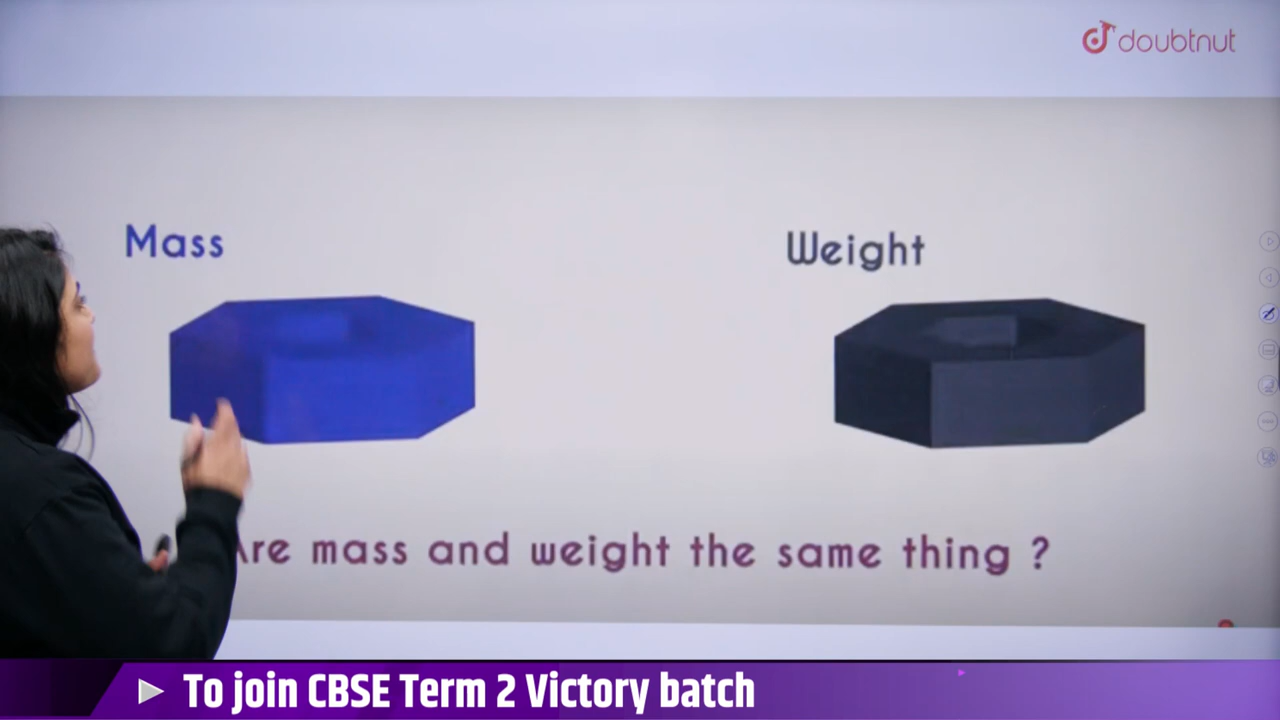 doubtnut
Mass
Weight
Are mass and weight the same thing ?
To join CBSE Term 2 Victory batch